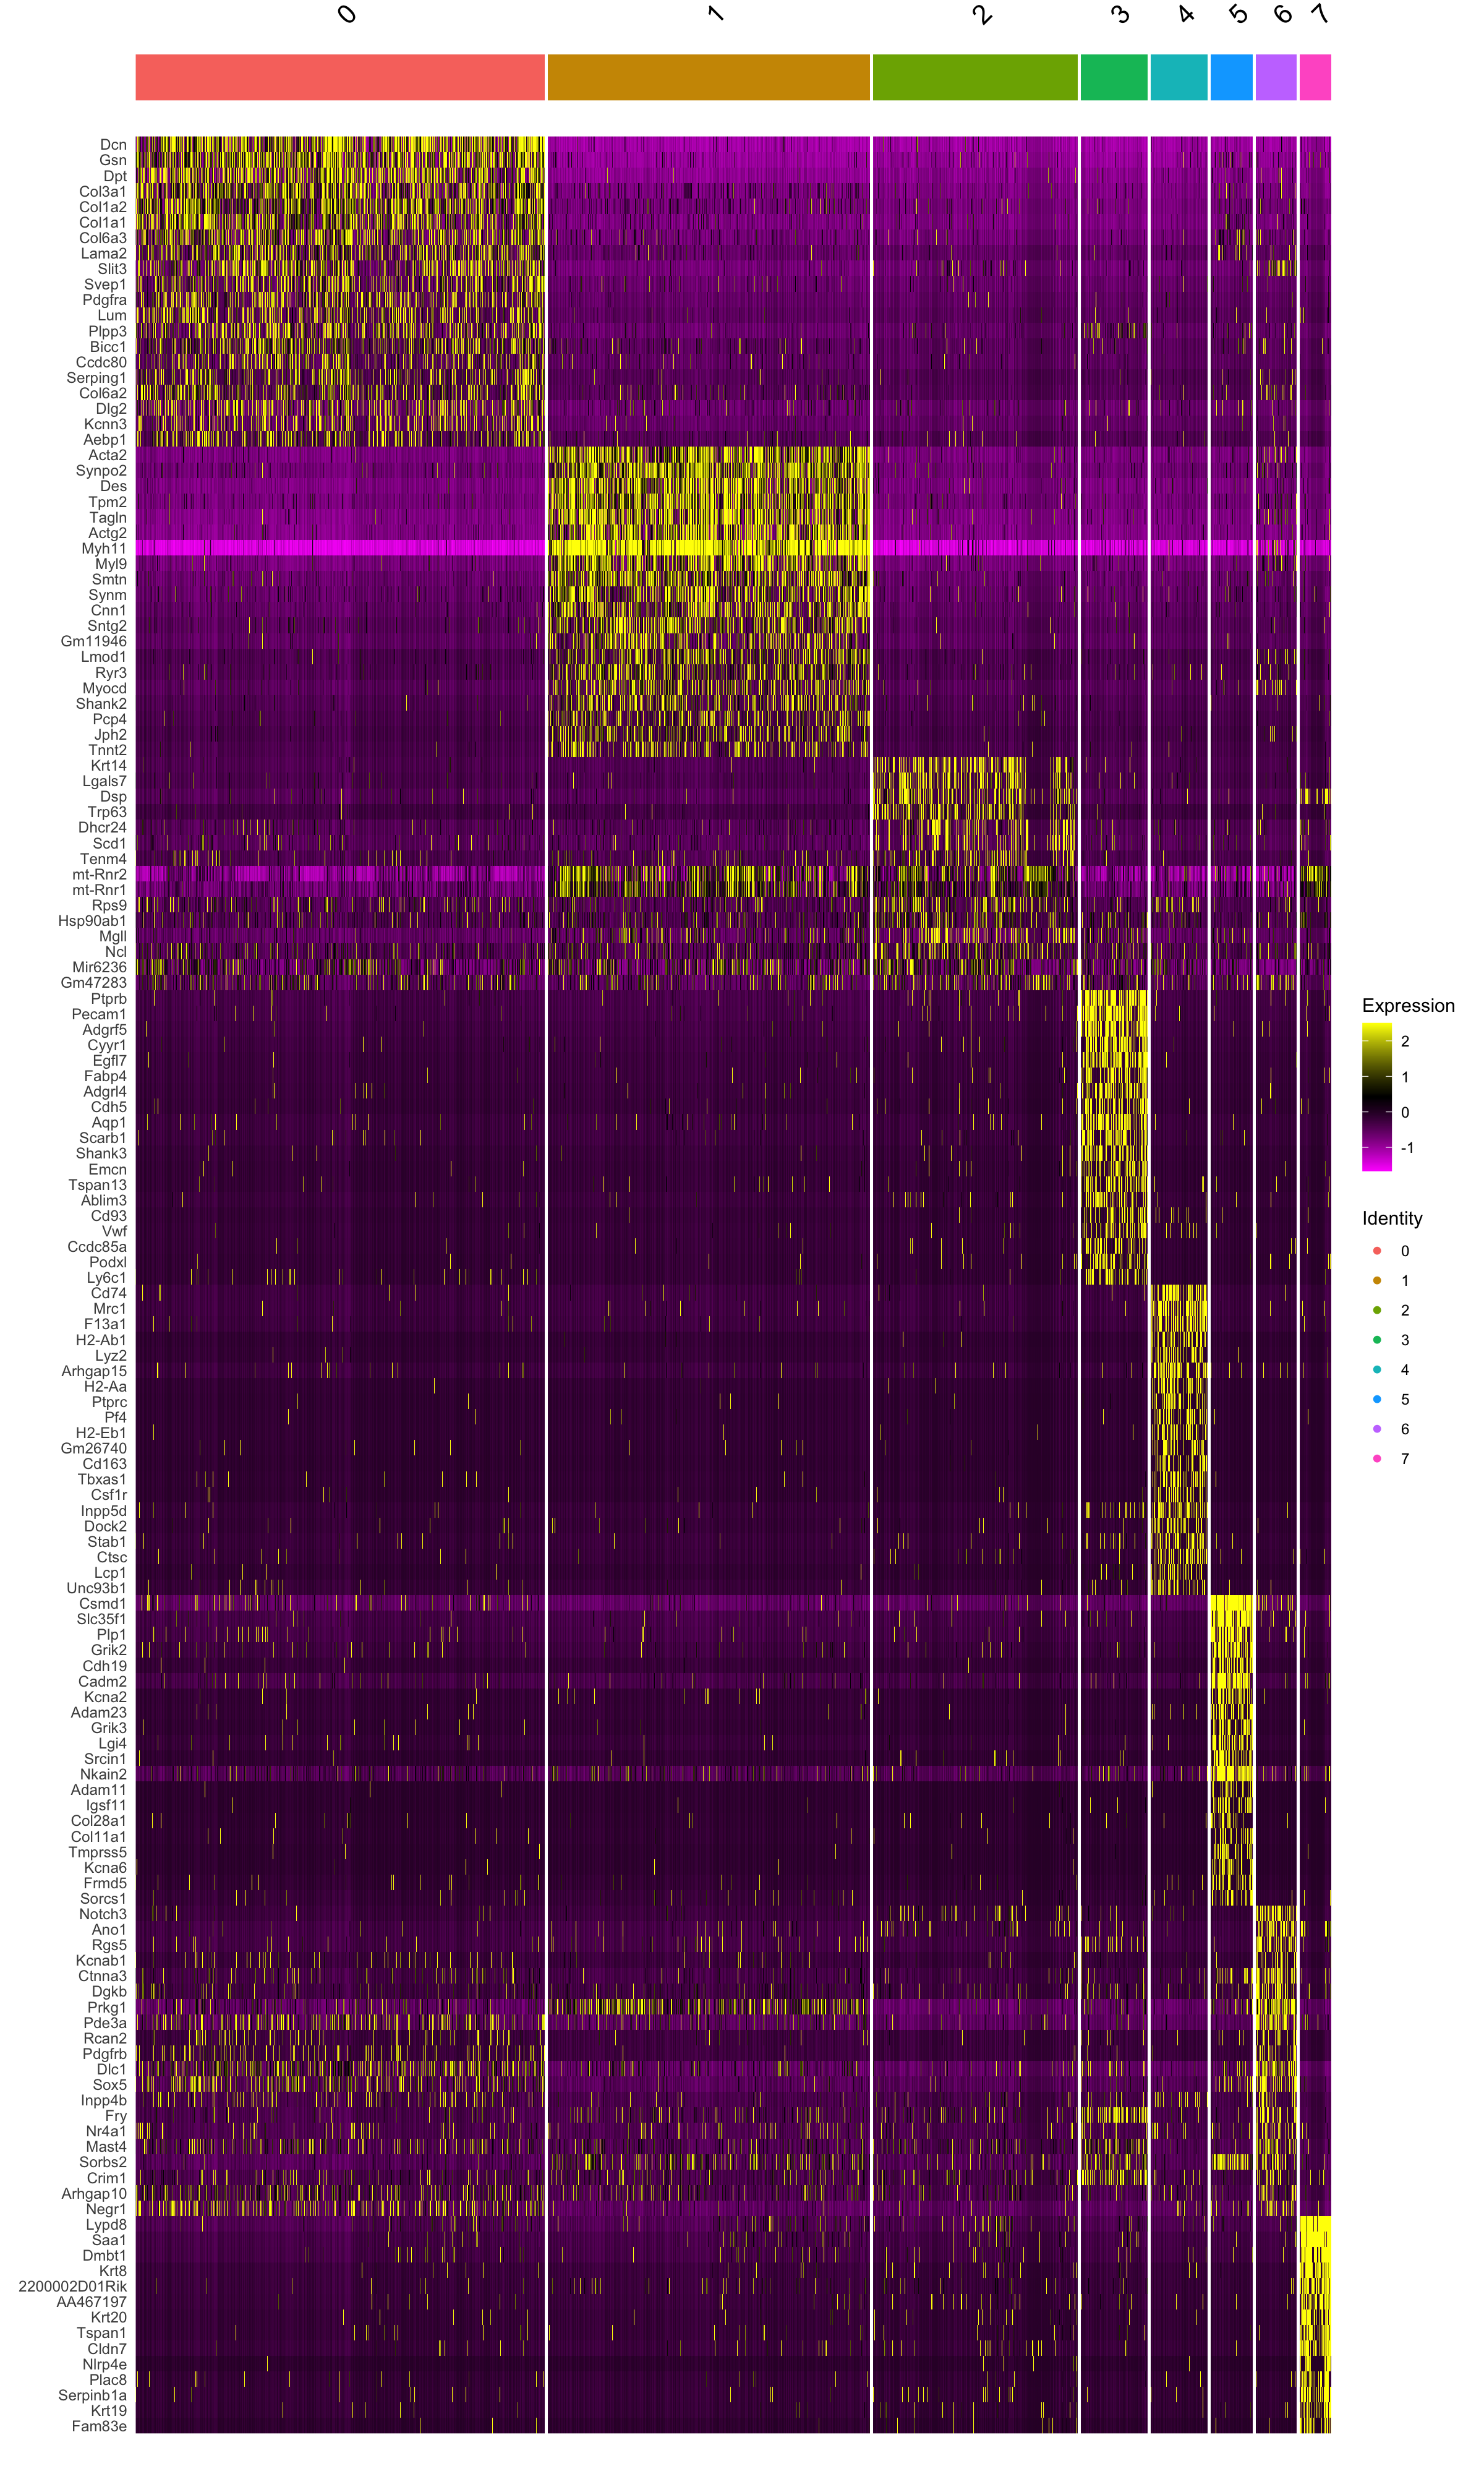 0 1 2 3 4 5 6 7
Dcn
Gsn
Dpt
Col3a1
Col1a2
Col1a1
Col6a3
Lama2
Slit3
Svep1
Pdgfra
Lum
Plpp3
Bicc1
Ccdc80
Serping1
Col6a2
Dlg2
Kcnn3
Aebp1
Acta2
Synpo2
Des
Tpm2
Tagln
Actg2
Myh11
Myl9
Smtn
Synm
Cnn1
Sntg2
Gm11946
Lmod1
Ryr3
Myocd
Shank2
Pcp4
Jph2
Tnnt2
Krt14
Lgals7
Dsp
Trp63
Dhcr24
Scd1
Tenm4
mt-Rnr2
mt-Rnr1
Rps9
Hsp90ab1
Mgll
Ncl
Mir6236
Gm47283
Ptprb
Pecam1
Adgrf5
Cyyr1
Egfl7
Fabp4
Adgrl4
Cdh5
Aqp1
Scarb1
Shank3
Emcn
Tspan13
Ablim3
Cd93
Vwf
Ccdc85a
Podxl
Ly6c1
Cd74
Mrc1
F13a1
H2-Ab1
Lyz2
Arhgap15
H2-Aa
Ptprc
Pf4
H2-Eb1
Gm26740
Cd163
Tbxas1
Csf1r
Inpp5d
Dock2
Stab1
Ctsc
Lcp1
Unc93b1
Csmd1
Slc35f1
Plp1
Grik2
Cdh19
Cadm2
Kcna2
Adam23
Grik3
Lgi4
Srcin1
Nkain2
Adam11
Igsf11
Col28a1
Col11a1
Tmprss5
Kcna6
Frmd5
Sorcs1
Notch3
Ano1
Rgs5
Kcnab1
Ctnna3
Dgkb
Prkg1
Pde3a
Rcan2
Pdgfrb
Dlc1
Sox5
Inpp4b
Fry
Nr4a1
Mast4
Sorbs2
Crim1
Arhgap10
Negr1
Lypd8
Saa1
Dmbt1
Krt8
2200002D01Rik
AA467197
Krt20
Tspan1
Cldn7
Nlrp4e
Plac8
Serpinb1a
Krt19
Fam83e
Expression
2
1
0
-1
Identity
0
1
2
3
4
5
6
7